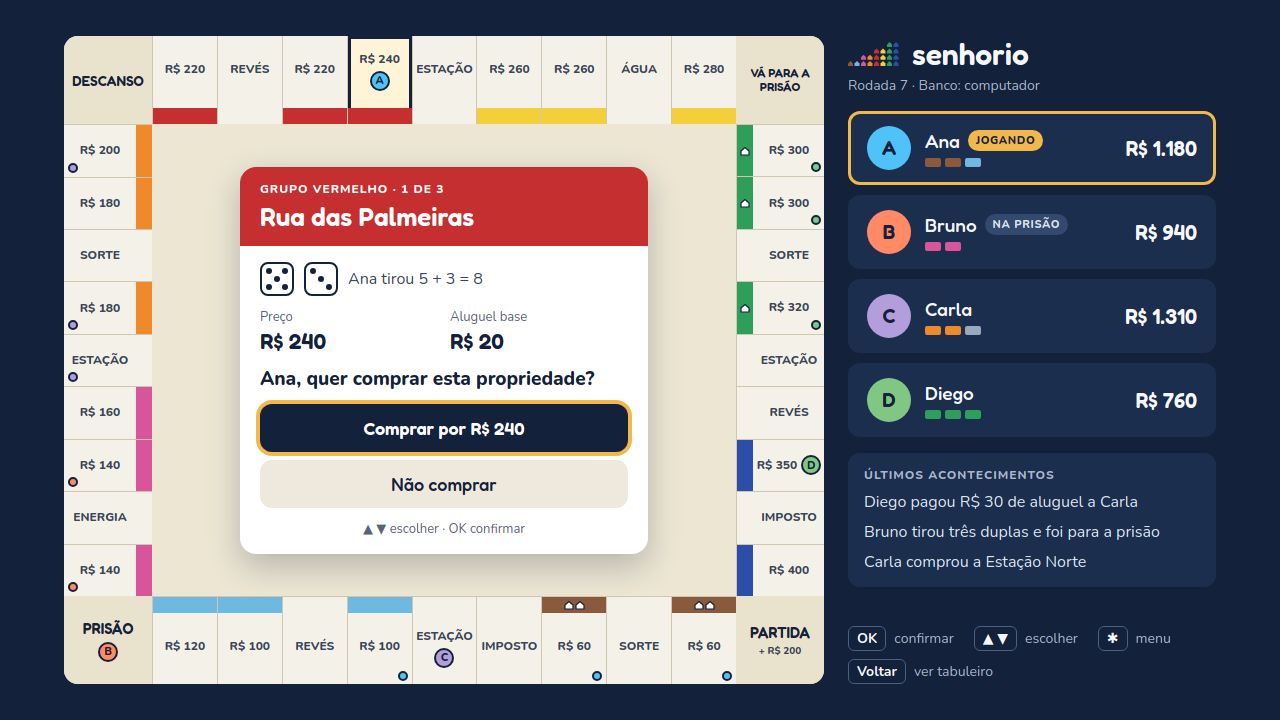 DESCANSO
R$ 220
REVÉS
R$ 220
R$ 240
A
ESTAÇÃO
R$ 260
R$ 260
ÁGUA
R$ 280
VÁ PARA A
PRISÃO
R$ 200
R$ 180
SORTE
R$ 180
ESTAÇÃO
R$ 160
R$ 140
ENERGIA
R$ 140
GRUPO VERMELHO · 1 DE 3
Rua das Palmeiras
Ana tirou 5 + 3 = 8
Preço
R$ 240
Aluguel base
R$ 20
Ana, quer comprar esta propriedade?
Comprar por R$ 240
Não comprar
▲▼ escolher · OK confirmar
R$ 300
R$ 300
SORTE
R$ 320
ESTAÇÃO
REVÉS
R$ 350 D
IMPOSTO
R$ 400
PRISÃO
B
R$ 120
R$ 100
REVÉS
R$ 100
ESTAÇÃO
C
IMPOSTO
R$ 60
SORTE
R$ 60
PARTIDA
+ R$ 200
senhorio
Rodada 7 · Banco: computador
A Ana JOGANDO R$ 1.180
B Bruno NA PRISÃO R$ 940
C Carla R$ 1.310
D Diego R$ 760
ÚLTIMOS ACONTECIMENTOS
Diego pagou R$ 30 de aluguel a Carla
Bruno tirou três duplas e foi para a prisão
Carla comprou a Estação Norte
OK confirmar ▲▼ escolher ✱ menu
Voltar ver tabuleiro